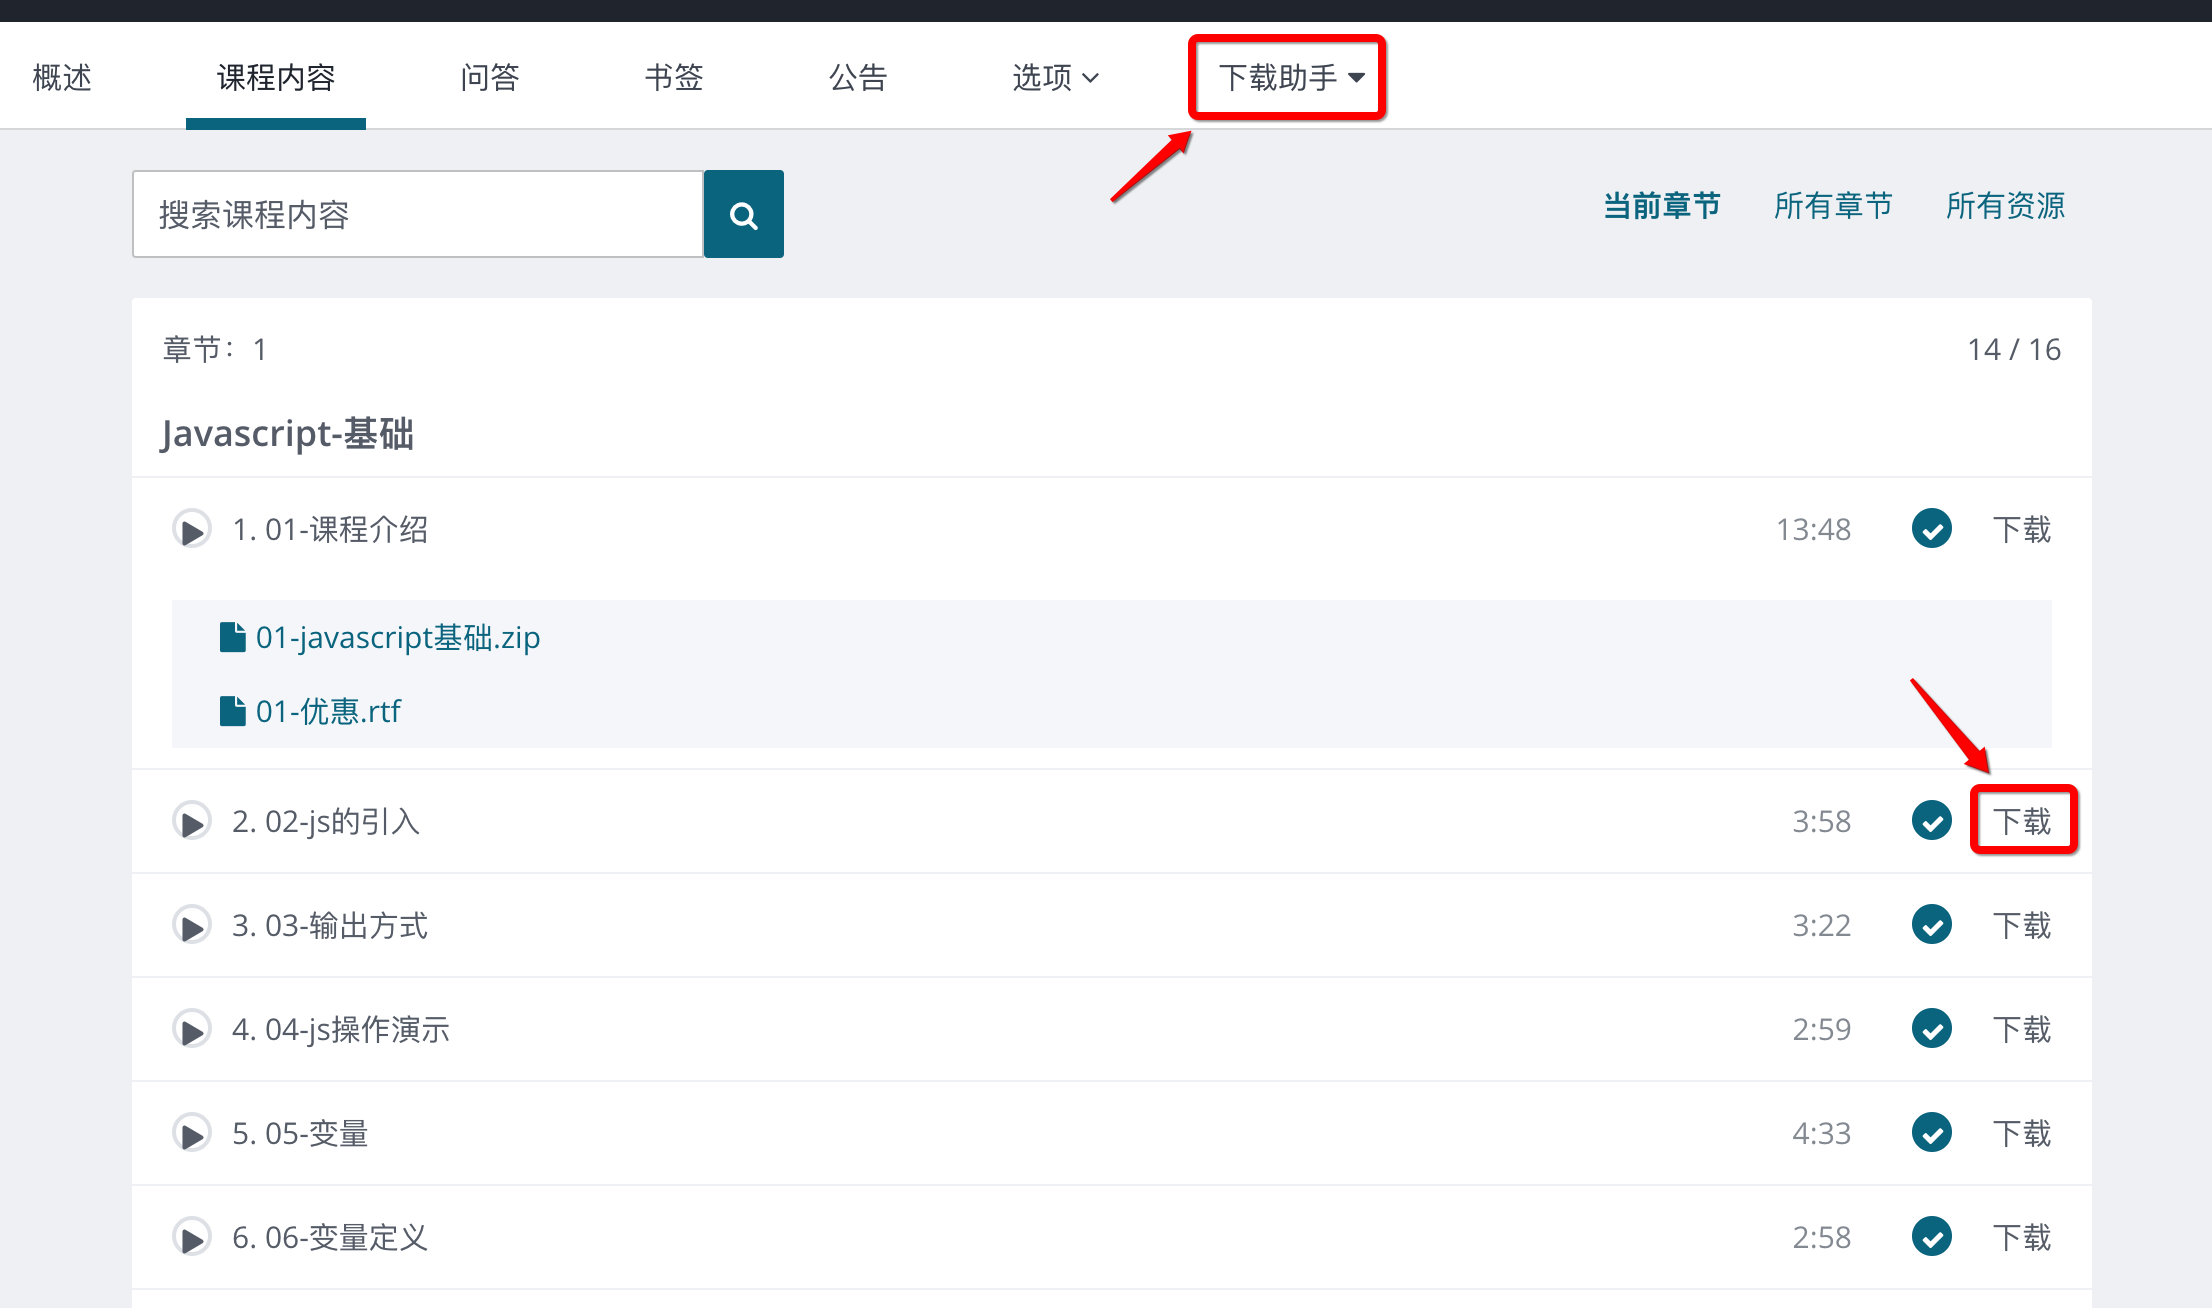 概述 课程内容 问答 书签 公告 选项 下载助手
搜索课程内容 当前章节 所有章节 所有资源
章节：1 14 / 16
Javascript-基础
1. 01-课程介绍 13:48 下载
01-javascript基础.zip
01-优惠.rtf
2. 02-js的引入 3:58 下载
3. 03-输出方式 3:22 下载
4. 04-js操作演示 2:59 下载
5. 05-变量 4:33 下载
6. 06-变量定义 2:58 下载